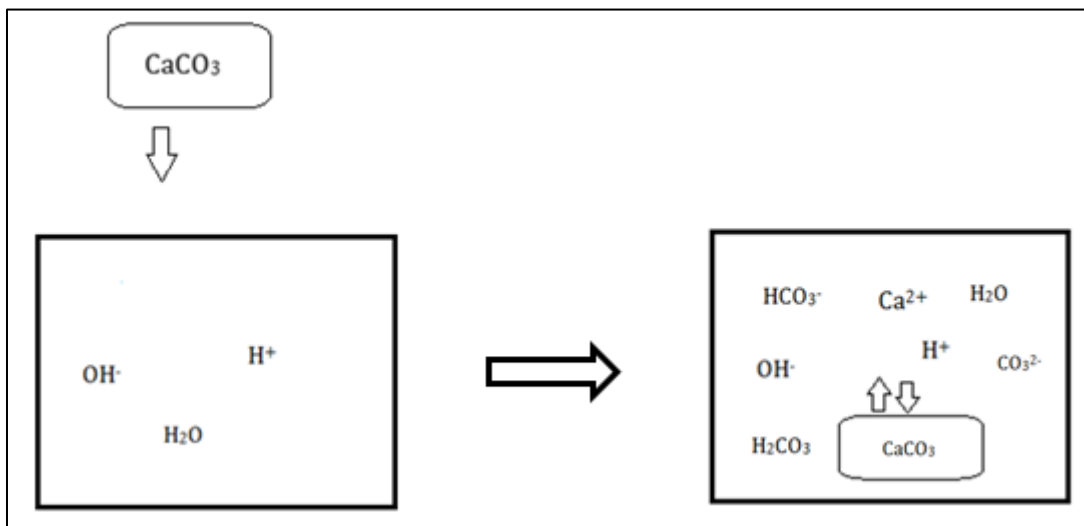 CaCO₃
OH⁻
H⁺
H₂O
HCO₃⁻
Ca²⁺
H₂O
OH⁻
H⁺
CO₃²⁻
H₂CO₃
CaCO₃